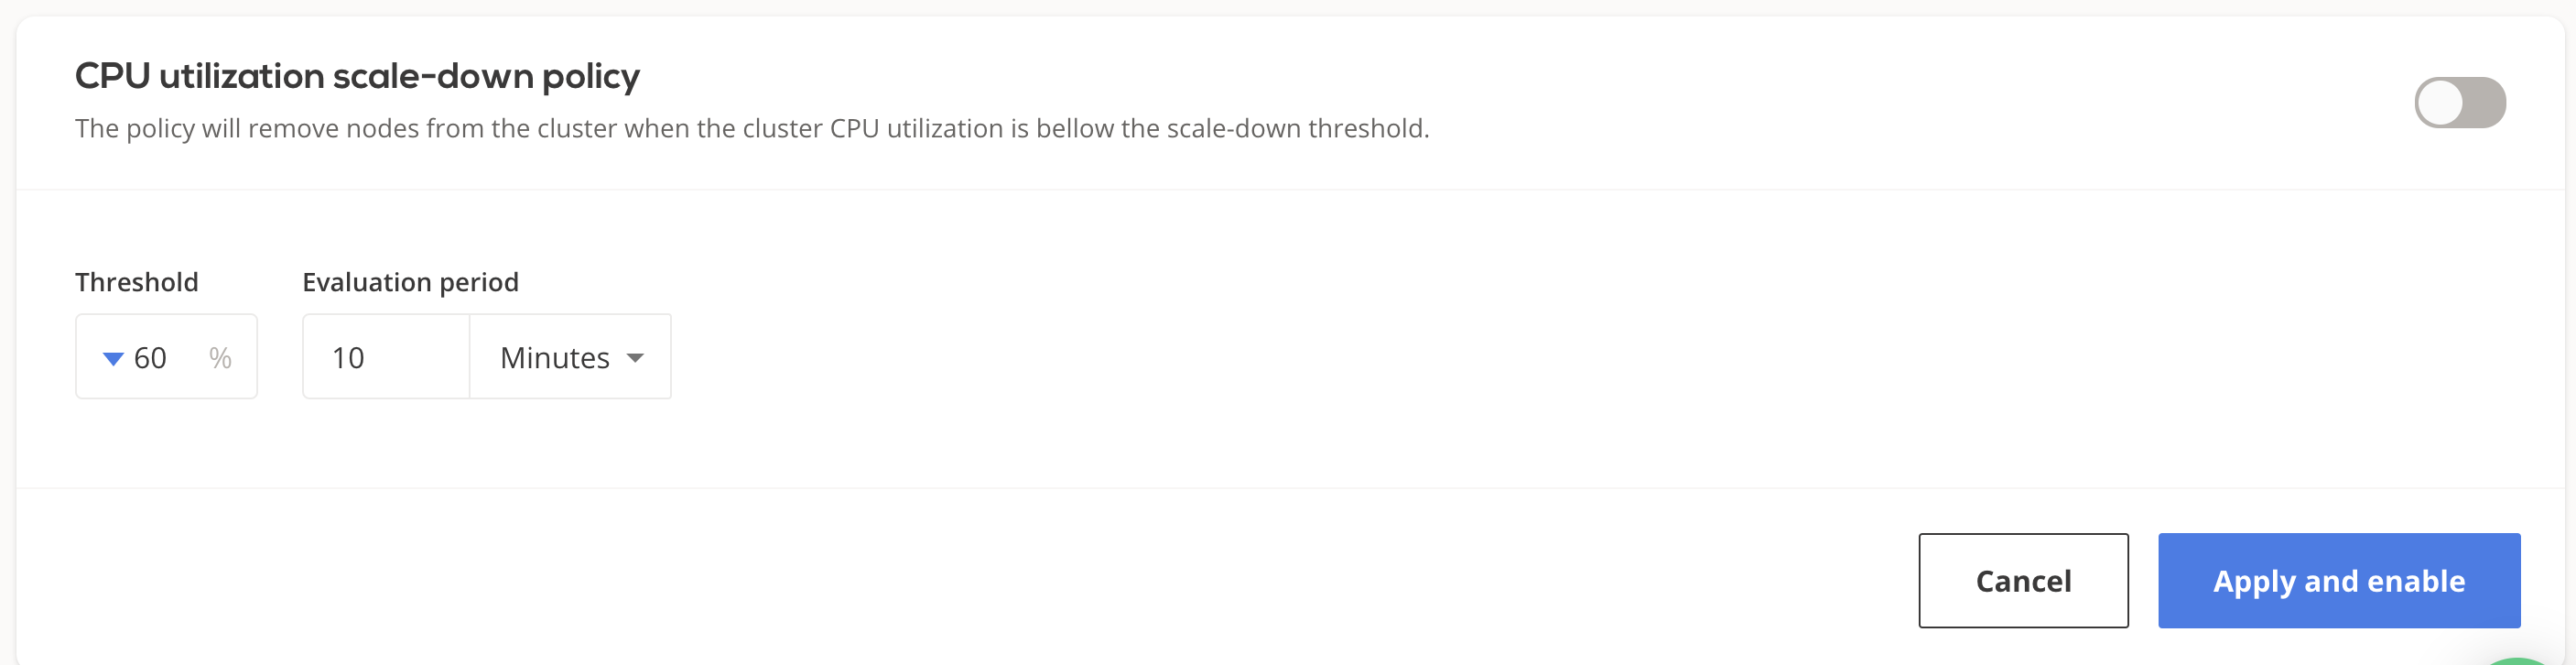 CPU utilization scale-down policy
The policy will remove nodes from the cluster when the cluster CPU utilization is bellow the scale-down threshold.
Threshold Evaluation period
60 % 10 Minutes
Cancel Apply and enable